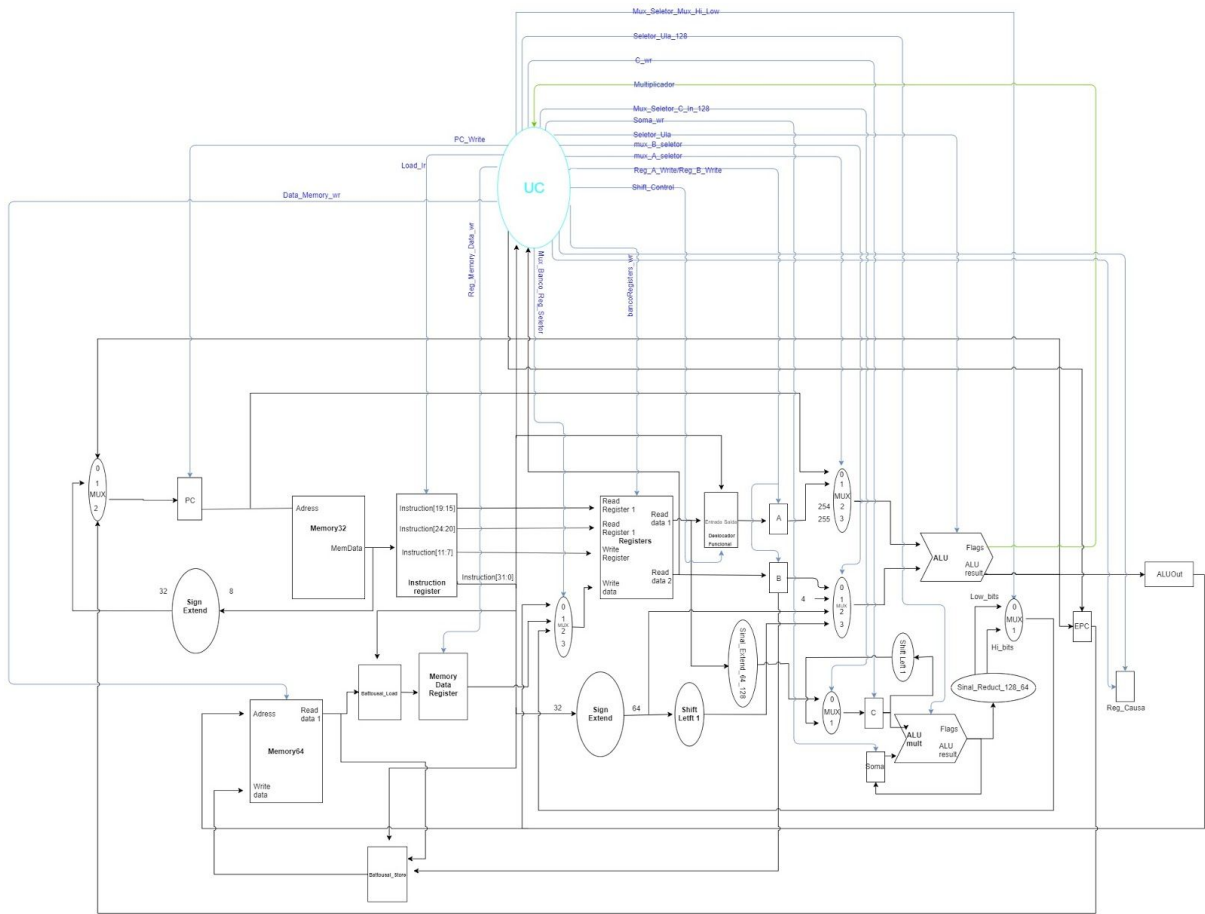 Mux_Seletor_Mux_Hi_Low
Seletor_Ula_128
C_wr
Multiplicador
Mux_Seletor_C_in_128
Soma_wr
Seletor_Ula
mux_B_seletor
mux_A_seletor
Reg_A_Write/Reg_B_Write
Shift_Control
PC_Write
Load_Ir
Data_Memory_wr
UC
Reg_Memory_Data_wr
Mux_Banco_Reg_Seletor
bancoRegisters_wr
0
1
MUX
2
PC
Adress
Memory32
MemData
Instruction[19:15]
Instruction[24:20]
Instruction[11:7]
Instruction
register
Instruction[31:0]
Read
Register 1
Read
Register 1
Registers
Write
Register
Write
data
Read
data 1
Read
data 2
Entrada Saida
Deslocador
Funcional
A
B
0
1
MUX
2
3
254
255
4
0
1
MUX
2
3
ALU
Flags
ALU
result
ALUOut
32
Sign
Extend
8
0
1
MUX
2
3
Memory
Data
Register
Adress
Read
data 1
Memory64
Write
data
32
Sign
Extend
64
Shift
Letft 1
Sinal_Extend_64_128
0
MUX
1
C
Shift
Left 1
Soma
ALU
mult
Flags
ALU
result
Low_bits
Hi_bits
0
MUX
1
Sinal_Reduct_128_64
EPC
Reg_Causa